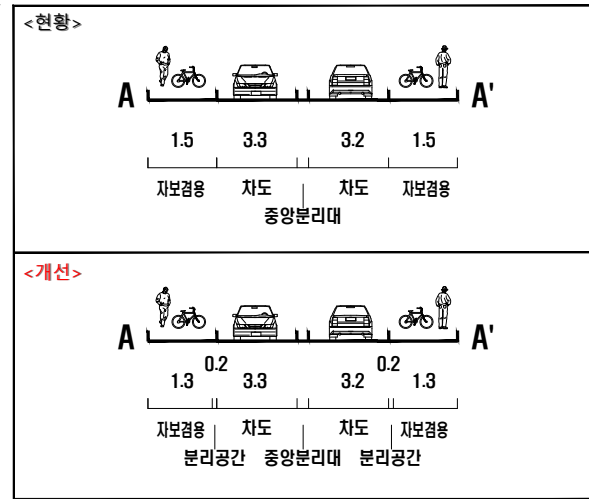 <현황>
A A'
1.5 3.3 3.2 1.5
자보겸용 차도 차도 자보겸용
중앙분리대
<개선>
A A'
0.2 0.2
1.3 3.3 3.2 1.3
자보겸용 차도 차도 자보겸용
분리공간 중앙분리대 분리공간